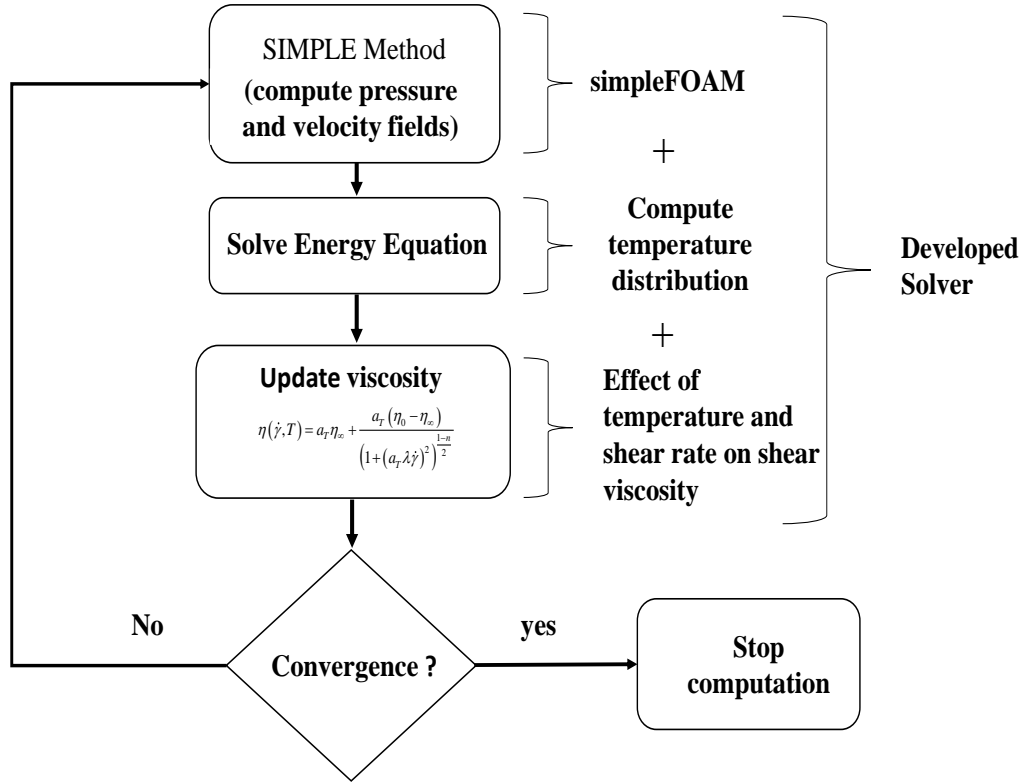 SIMPLE Method
(compute pressure
and velocity fields)
simpleFOAM
+
Solve Energy Equation
Compute
temperature
distribution
Developed
Solver
+
Update viscosity
η(γ̇,T) = a_T η_∞ + a_T(η_0 − η_∞) / (1+(a_T λγ̇)^2)^((1−n)/2)
Effect of
temperature and
shear rate on shear
viscosity
No
yes
Convergence ?
Stop
computation